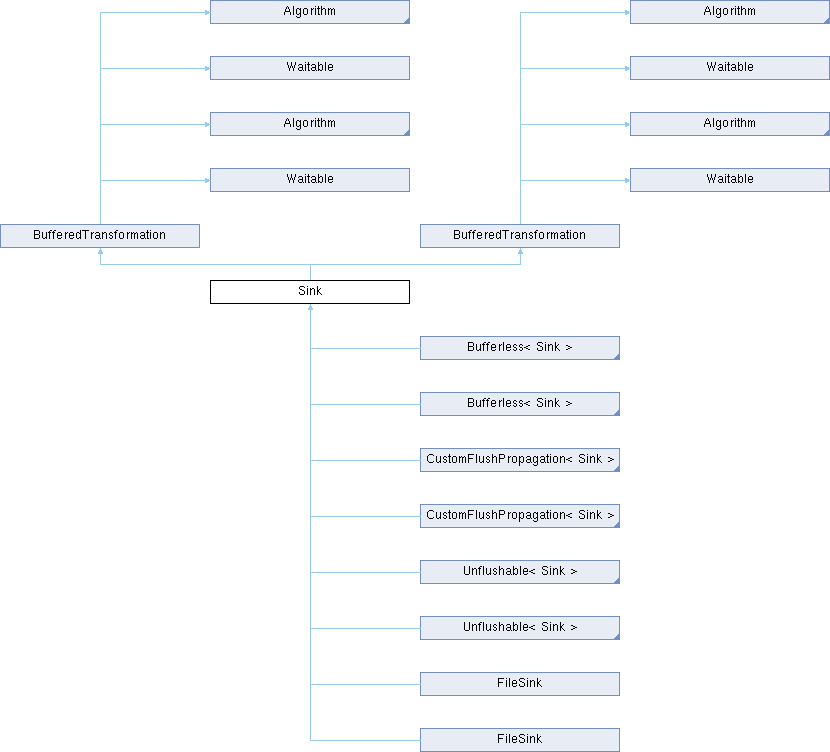 Algorithm
Algorithm
Waitable
Waitable
Algorithm
Algorithm
Waitable
Waitable
BufferedTransformation
BufferedTransformation
Sink
Bufferless< Sink >
Bufferless< Sink >
CustomFlushPropagation< Sink >
CustomFlushPropagation< Sink >
Unflushable< Sink >
Unflushable< Sink >
FileSink
FileSink